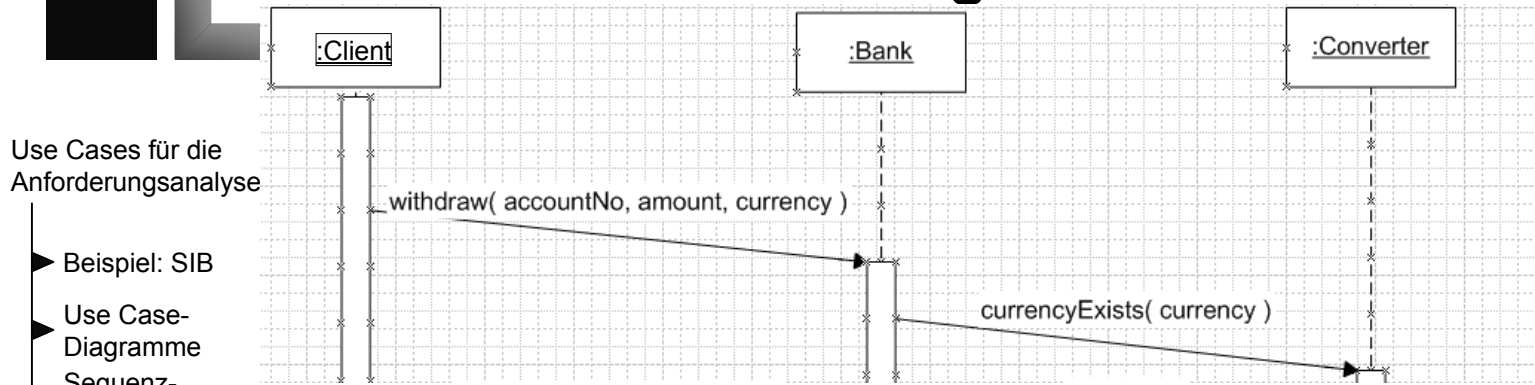 :Client
:Bank
:Converter
Use Cases für die
Anforderungsanalyse
withdraw( accountNo, amount, currency )
Beispiel: SIB
currencyExists( currency )
Use Case-
Diagramme
Sequenz-